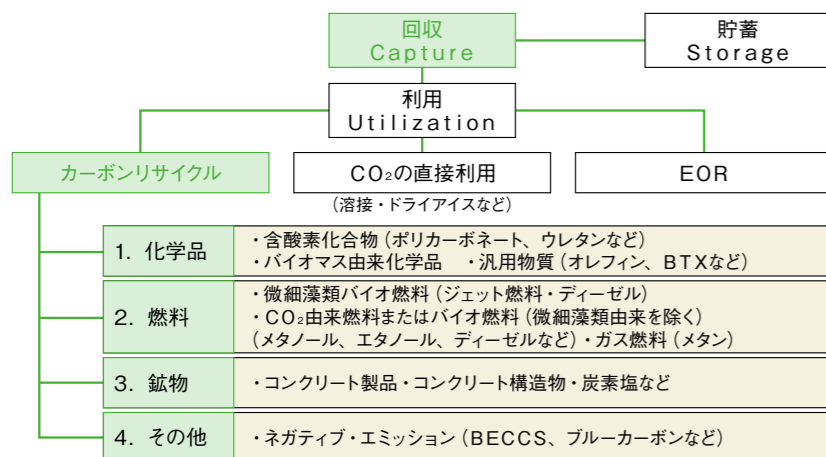 回収
Capture
貯蓄
Storage
利用
Utilization
カーボンリサイクル
CO₂の直接利用
EOR
(溶接・ドライアイスなど)
1. 化学品
・含酸素化合物(ポリカーボネート、ウレタンなど)
・バイオマス由来化学品 ・汎用物質(オレフィン、BTXなど)
2. 燃料
・微細藻類バイオ燃料(ジェット燃料・ディーゼル)
・CO₂由来燃料またはバイオ燃料(微細藻類由来を除く)
(メタノール、エタノール、ディーゼルなど)・ガス燃料(メタン)
3. 鉱物
・コンクリート製品・コンクリート構造物・炭素塩など
4. その他
・ネガティブ・エミッション(BECCS、ブルーカーボンなど)